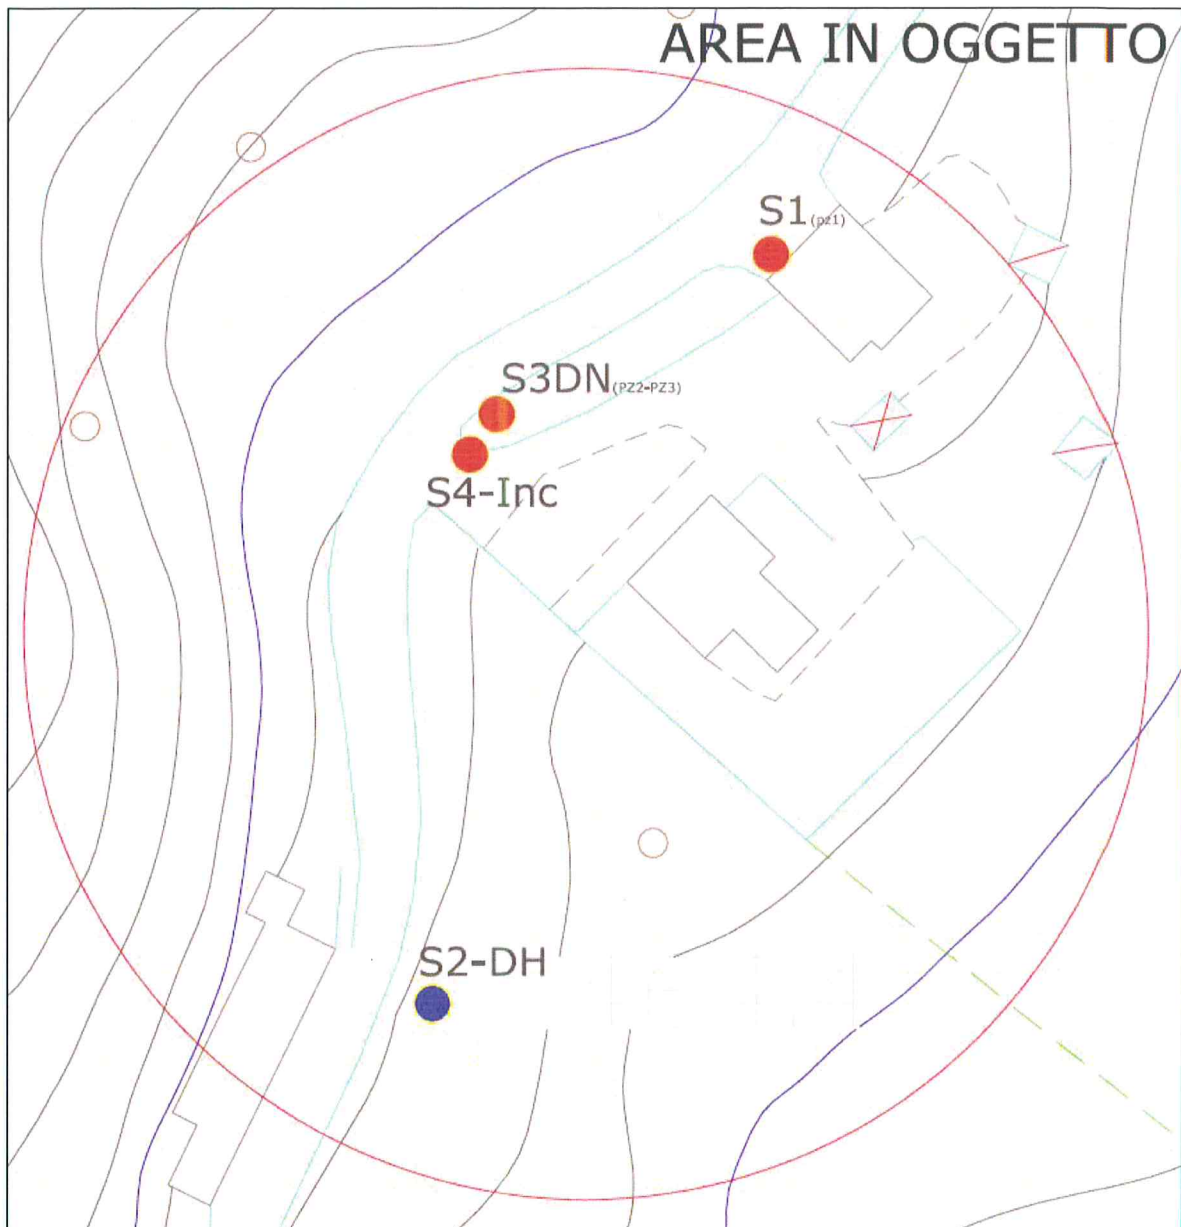 AREA IN OGGETTO
S1(pz1)
S3DN(PZ2-PZ3)
S4-Inc
S2-DH